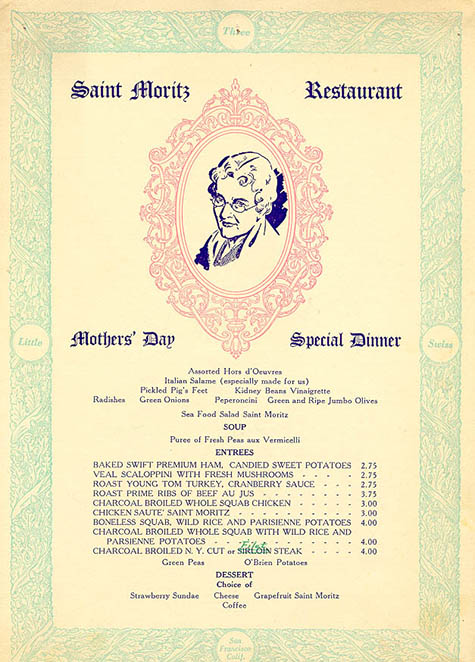 Three
Saint Moritz Restaurant
Little
Swiss
Mothers' Day Special Dinner
Assorted Hors d'Oeuvres
Italian Salame (especially made for us)
Pickled Pig's Feet Kidney Beans Vinaigrette
Radishes Green Onions Peperoncini Green and Ripe Jumbo Olives
Sea Food Salad Saint Moritz
SOUP
Puree of Fresh Peas aux Vermicelli
ENTREES
BAKED SWIFT PREMIUM HAM, CANDIED SWEET POTATOES 2.75
VEAL SCALOPPINI WITH FRESH MUSHROOMS - - - - 2.75
ROAST YOUNG TOM TURKEY, CRANBERRY SAUCE - - - 2.75
ROAST PRIME RIBS OF BEEF AU JUS - - - - - - - 3.75
CHARCOAL BROILED WHOLE SQUAB CHICKEN - - - - 3.00
CHICKEN SAUTE' SAINT MORITZ - - - - - - - - 3.00
BONELESS SQUAB, WILD RICE AND PARISIENNE POTATOES 4.00
CHARCOAL BROILED WHOLE SQUAB WITH WILD RICE AND
PARSIENNE POTATOES - - - - - - - - - - 4.00
Filet
CHARCOAL BROILED N. Y. CUT or SIRLOIN STEAK - - - - 4.00
Green Peas O'Brien Potatoes
DESSERT
Choice of
Strawberry Sundae Cheese Grapefruit Saint Moritz
Coffee
San
Francisco
Calif.